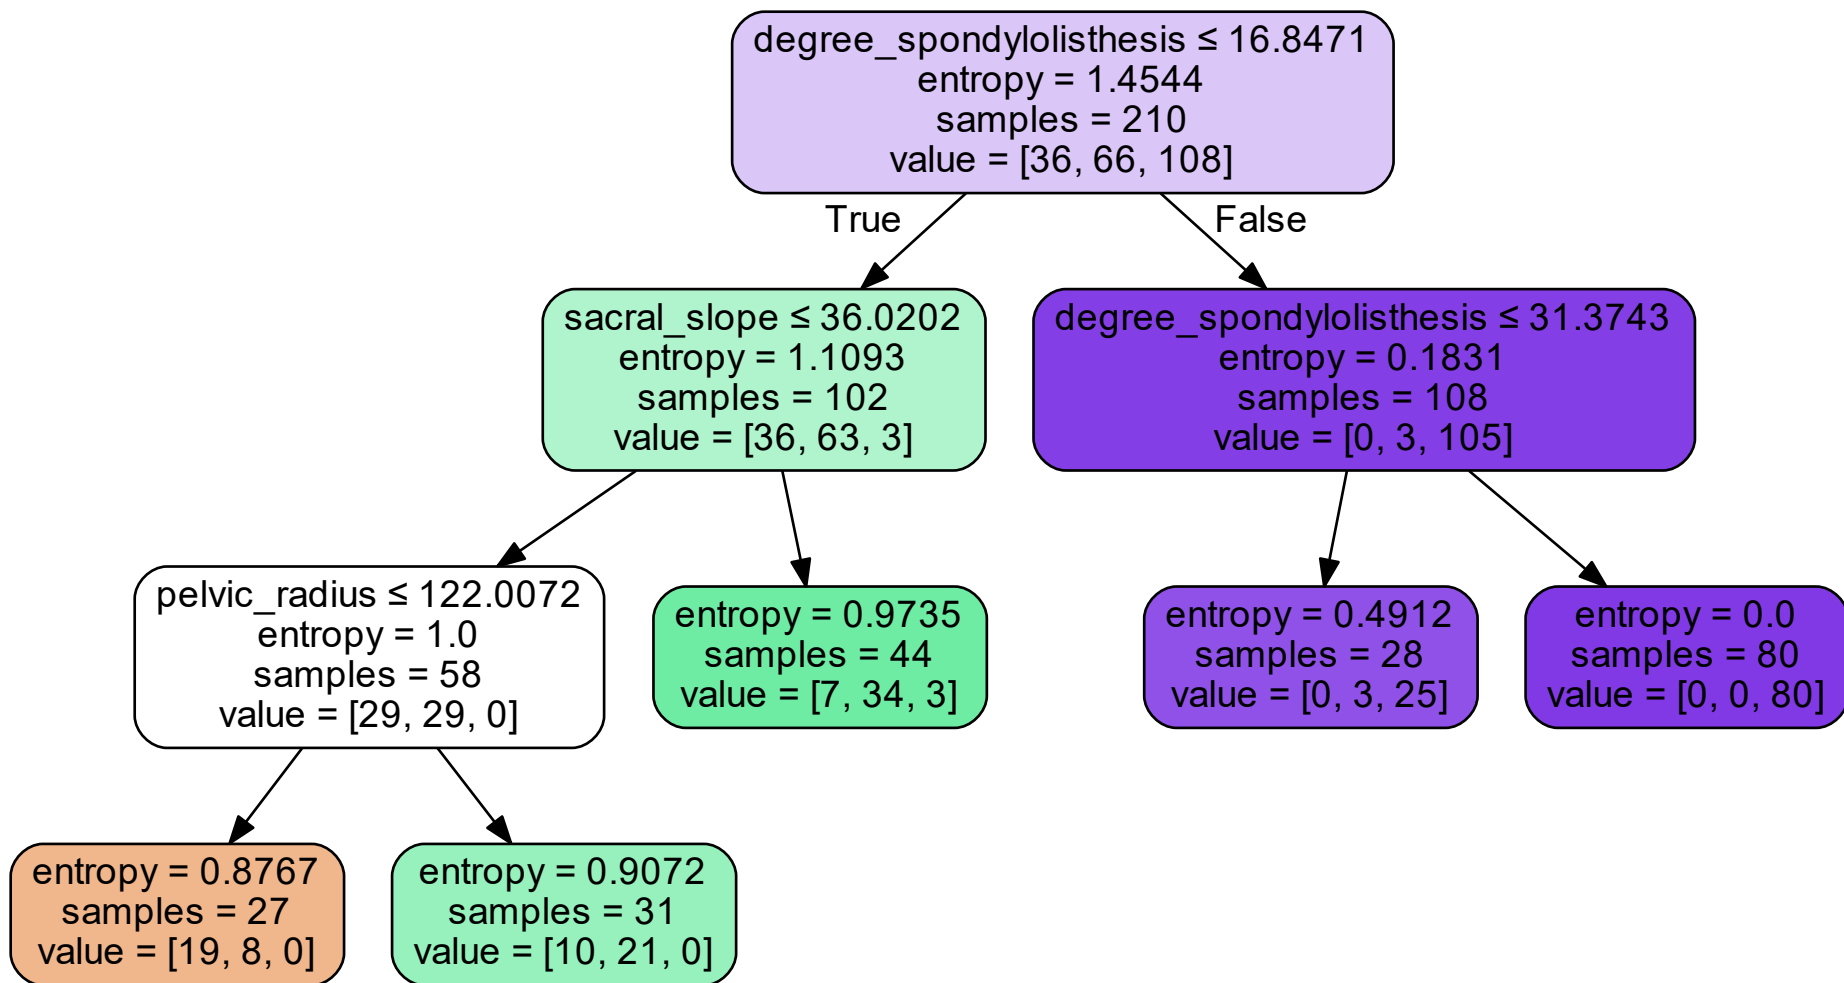 degree_spondylolisthesis ≤ 16.8471
entropy = 1.4544
samples = 210
value = [36, 66, 108]
True
False
sacral_slope ≤ 36.0202
entropy = 1.1093
samples = 102
value = [36, 63, 3]
degree_spondylolisthesis ≤ 31.3743
entropy = 0.1831
samples = 108
value = [0, 3, 105]
pelvic_radius ≤ 122.0072
entropy = 1.0
samples = 58
value = [29, 29, 0]
entropy = 0.9735
samples = 44
value = [7, 34, 3]
entropy = 0.4912
samples = 28
value = [0, 3, 25]
entropy = 0.0
samples = 80
value = [0, 0, 80]
entropy = 0.8767
samples = 27
value = [19, 8, 0]
entropy = 0.9072
samples = 31
value = [10, 21, 0]